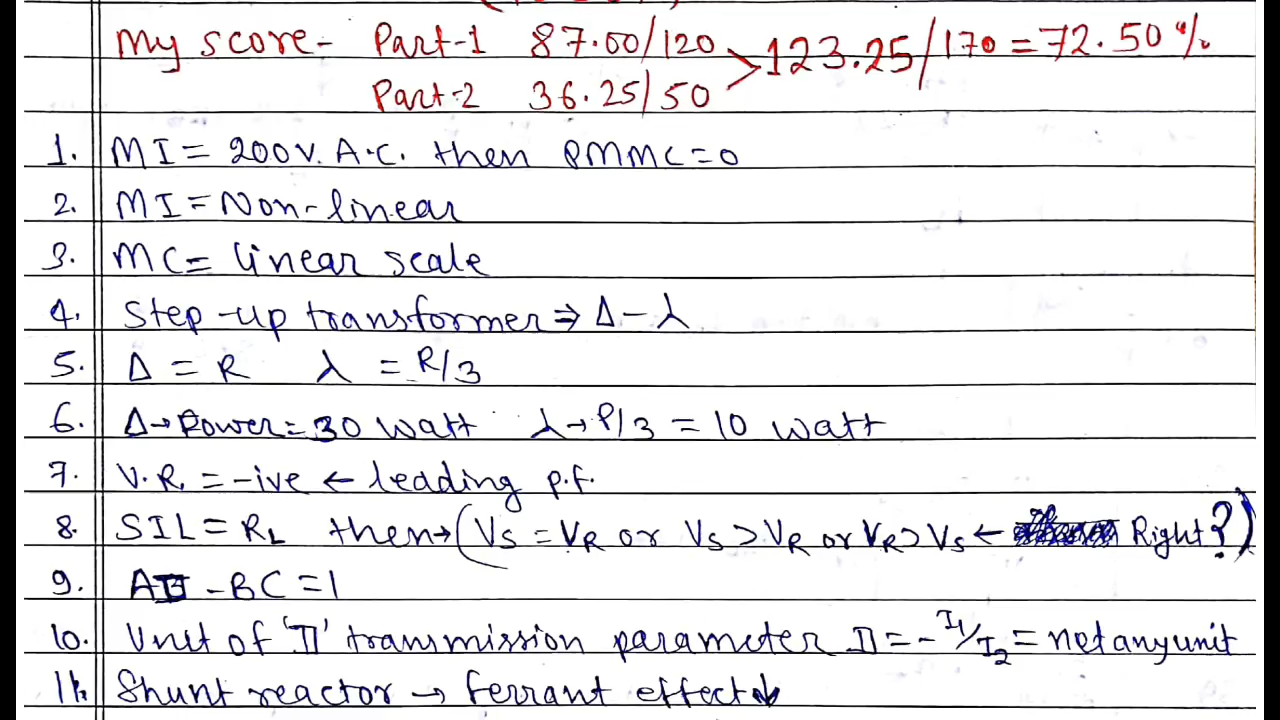 My score- Part-1 87.00/120 > 123.25/170 = 72.50 %
Part-2 36.25/50
1. MI = 200V. A.C. then PMMC = 0
2. MI = Non-linear
3. MC = linear scale
4. Step-up transformer ⇒ Δ - λ
5. Δ = R λ = R/3
6. Δ→Power = 30 Watt λ→P/3 = 10 watt
7. V.R. = -ive ← leading p.f.
8. SIL = RL then→(VS = VR or VS > VR or VR > VS ← Right?)
9. AD - BC = 1
10. Unit of 'D' transmission parameter D = -I1/I2 = not any unit
11. Shunt reactor → ferrant effect↓